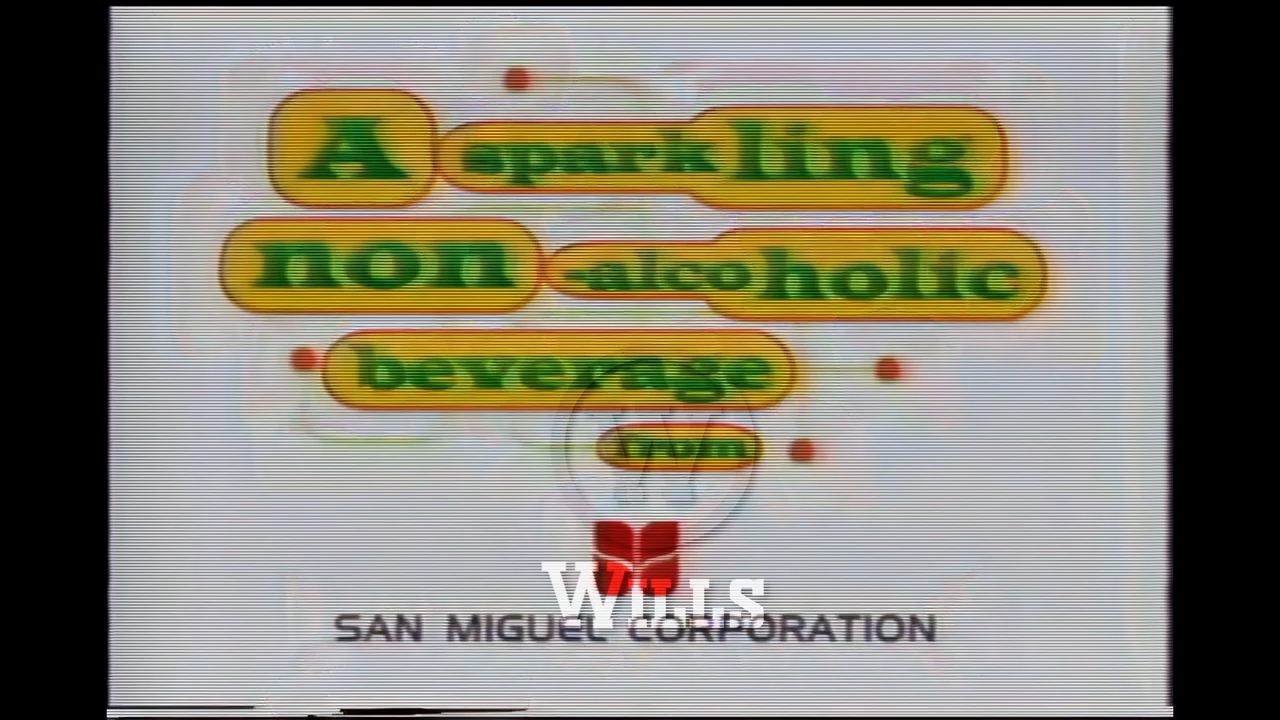 A sparkling
non-alcoholic
beverage
from
W
WILLS
SAN MIGUEL CORPORATION